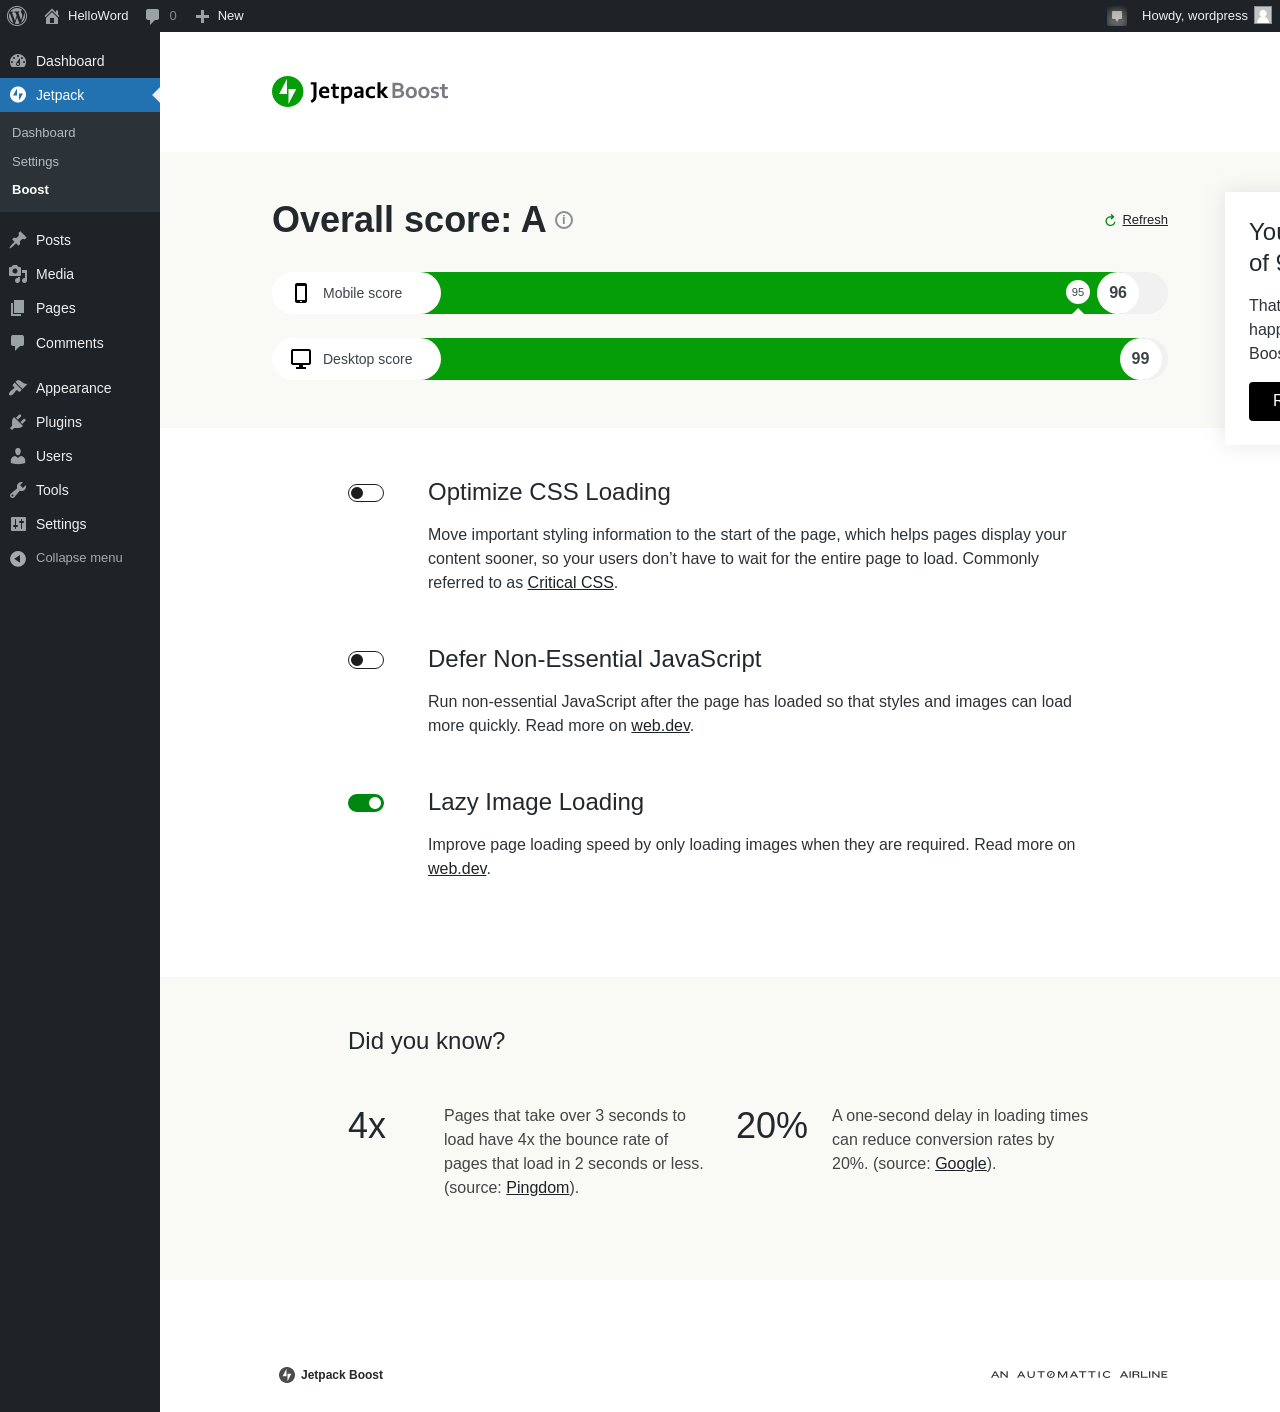 HelloWord
0
New
Howdy, wordpress
Dashboard
Jetpack
Dashboard
Settings
Boost
Posts
Media
Pages
Comments
Appearance
Plugins
Users
Tools
Settings
Collapse menu
Jetpack Boost
Overall score: A
Refresh
Mobile score
95
96
Desktop score
99
of
Optimize CSS Loading
Move important styling information to the start of the page, which helps pages display your
content sooner, so your users don’t have to wait for the entire page to load. Commonly
referred to as Critical CSS.
Defer Non-Essential JavaScript
Run non-essential JavaScript after the page has loaded so that styles and images can load
more quickly. Read more on web.dev.
Lazy Image Loading
Improve page loading speed by only loading images when they are required. Read more on
web.dev.
Did you know?
4x
Pages that take over 3 seconds to
load have 4x the bounce rate of
pages that load in 2 seconds or less.
(source: Pingdom).
20%
A one-second delay in loading times
can reduce conversion rates by
20%. (source: Google).
Jetpack Boost
AN AUTOMATTIC AIRLINE